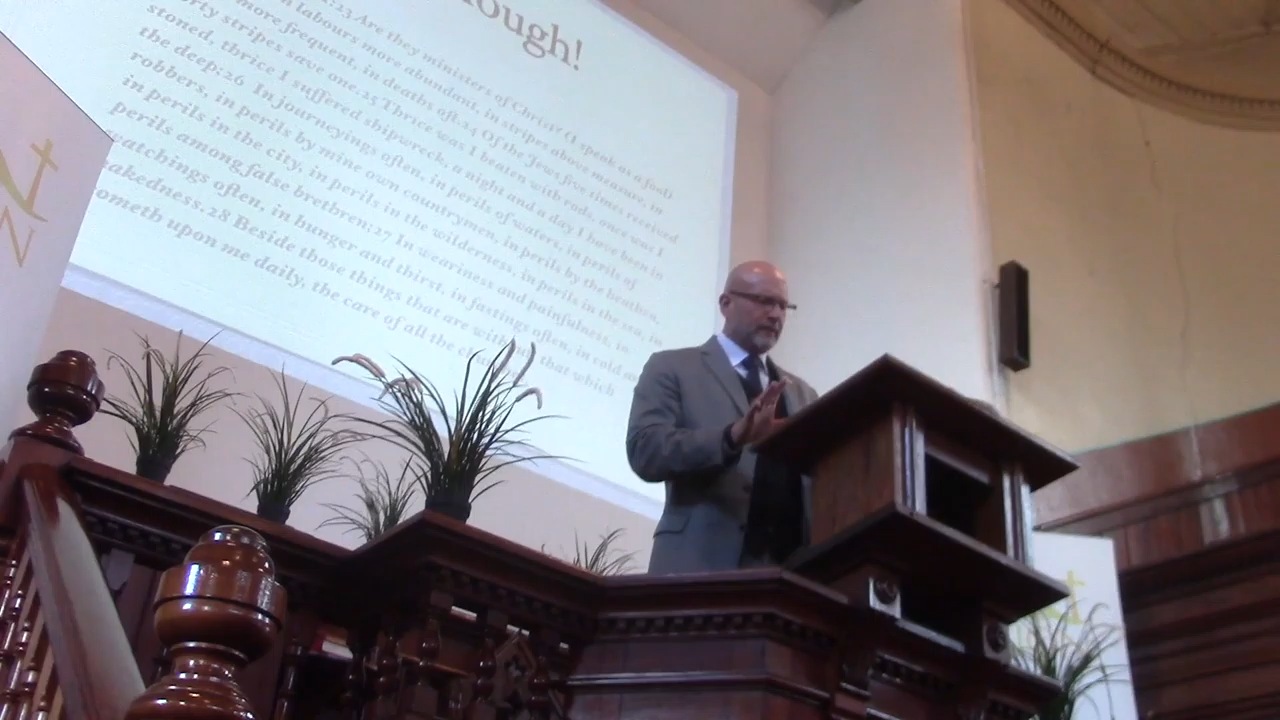 ough!
:23 Are they ministers of Christ? (I speak as a fool)
labours more abundant, in stripes above measure, in
more frequent, in deaths oft.24 Of the Jews five times received
orty stripes save one.25 Thrice was I beaten with rods, once was I
stoned, thrice I suffered shipwreck, a night and a day I have been in
the deep:26 In journeyings often, in perils of waters, in perils of
robbers, in perils by mine own countrymen, in perils by the heathen,
in perils in the city, in perils in the wilderness, in perils in the sea, in
perils among false brethren;27 In weariness and painfulness, in
watchings often, in hunger and thirst, in fastings often, in cold
nakedness.28 Beside those things that are without, that which
ometh upon me daily, the care of all the
N